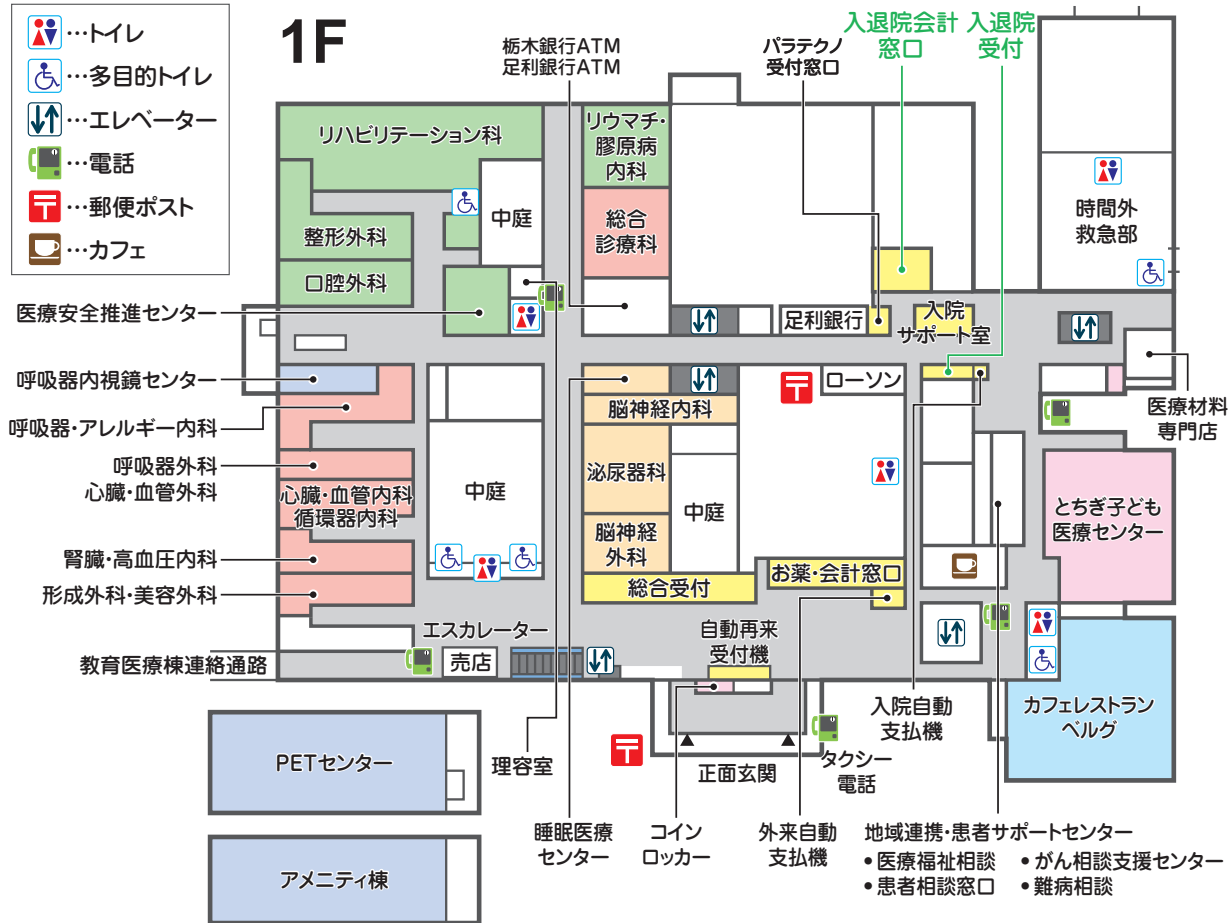 …トイレ
…多目的トイレ
…エレベーター
…電話
…郵便ポスト
…カフェ
1F
栃木銀行ATM
足利銀行ATM
パラテクノ
受付窓口
入退院会計
窓口
入退院
受付
リハビリテーション科
リウマチ・
膠原病
内科
中庭
総合
診療科
整形外科
口腔外科
時間外
救急部
医療安全推進センター
足利銀行
入院
サポート室
呼吸器内視鏡センター
ローソン
医療材料
専門店
呼吸器・アレルギー内科
脳神経内科
呼吸器外科
心臓・血管外科
心臓・血管内科
循環器内科
中庭
泌尿器科
中庭
とちぎ子ども
医療センター
腎臓・高血圧内科
脳神経
外科
形成外科・美容外科
総合受付
お薬・会計窓口
エスカレーター
自動再来
受付機
教育医療棟連絡通路
売店
入院自動
支払機
カフェレストラン
ベルグ
PETセンター
理容室
正面玄関
タクシー
電話
睡眠医療
センター
コイン
ロッカー
外来自動
支払機
地域連携・患者サポートセンター
•医療福祉相談 •がん相談支援センター
•患者相談窓口 •難病相談
アメニティ棟